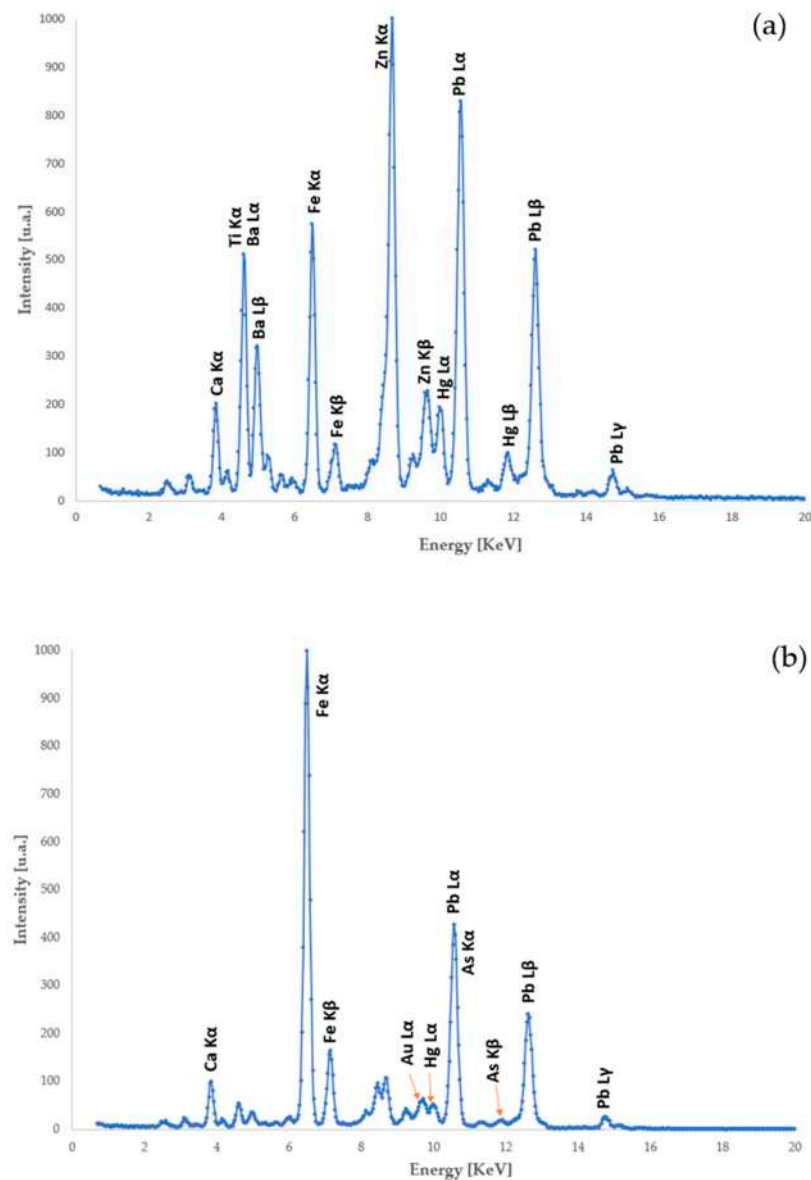 (a)
1000
900
800
700
600
500
400
300
200
100
0
Intensity [u.a.]
Ca Kα
Ti Kα
Ba Lα
Ba Lβ
Fe Kα
Fe Kβ
Zn Kα
Zn Kβ
Hg Lα
Pb Lα
Hg Lβ
Pb Lβ
Pb Lγ
0 2 4 6 8 10 12 14 16 18 20
Energy [KeV]
(b)
1000
900
800
700
600
500
400
300
200
100
0
Intensity [u.a.]
Ca Kα
Fe Kα
Fe Kβ
Au Lα
Hg Lα
Pb Lα
As Kα
As Kβ
Pb Lβ
Pb Lγ
0 2 4 6 8 10 12 14 16 18 20
Energy [KeV]